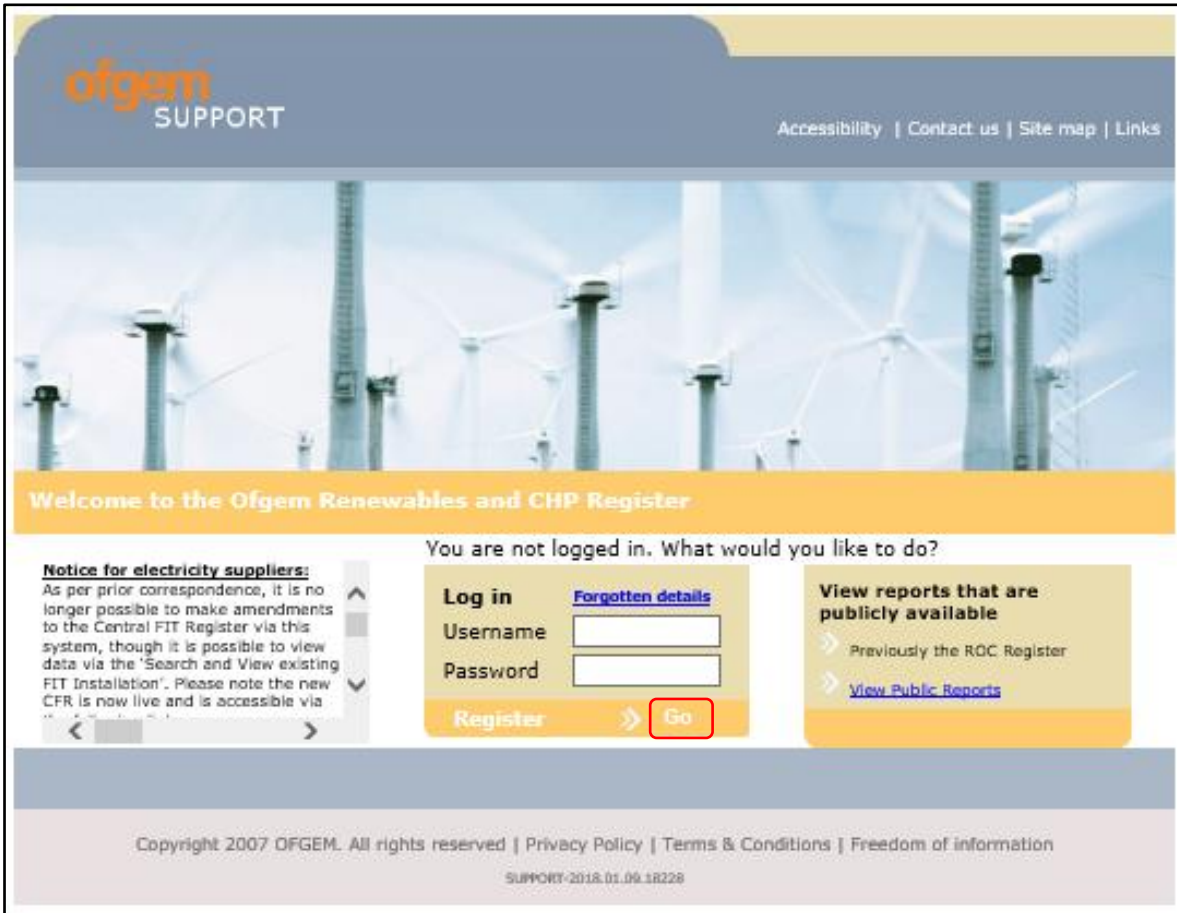 ofgem
SUPPORT
Accessibility | Contact us | Site map | Links
Welcome to the Ofgem Renewables and CHP Register
You are not logged in. What would you like to do?
Notice for electricity suppliers:
As per prior correspondence, it is no
longer possible to make amendments
to the Central FIT Register via this
system, though it is possible to view
data via the 'Search and View existing
FIT Installation'. Please note the new
CFR is now live and is accessible via
Log in
Forgotten details
Username
Password
Register
Go
View reports that are
publicly available
Previously the ROC Register
View Public Reports
Copyright 2007 OFGEM. All rights reserved | Privacy Policy | Terms & Conditions | Freedom of information
SUPPORT-2018.01.09.18228